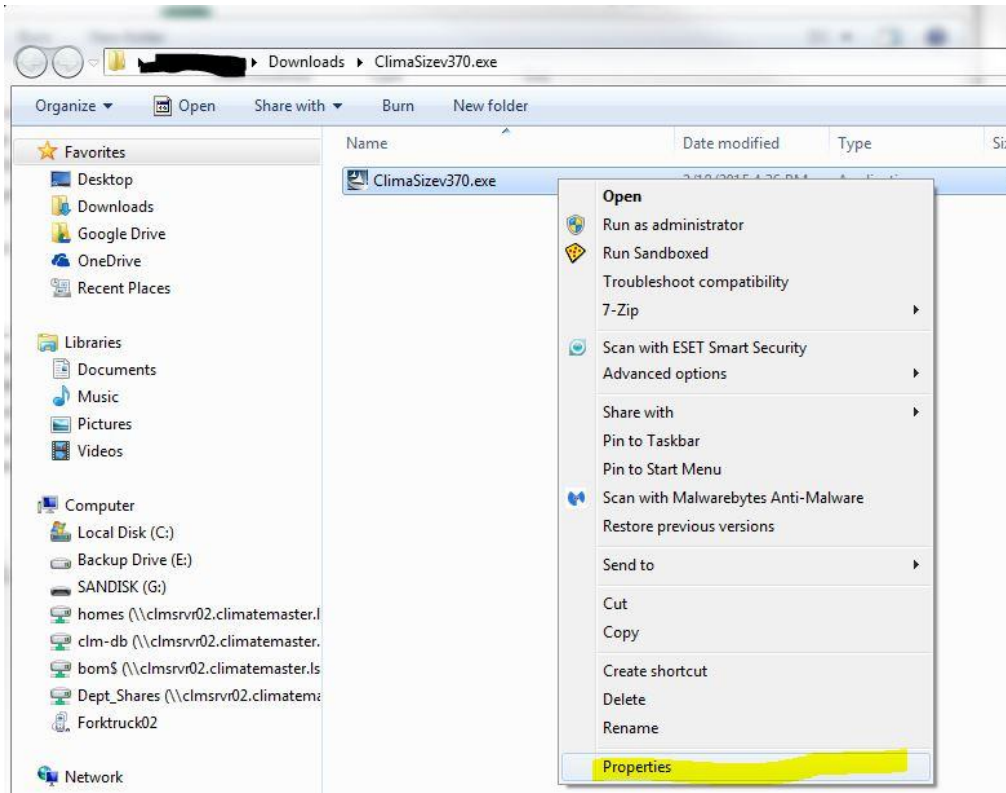 Downloads ▸ ClimaSizev370.exe
Organize Open Share with Burn New folder
Name Date modified Type
Favorites
Desktop
Downloads
Google Drive
OneDrive
Recent Places
Libraries
Documents
Music
Pictures
Videos
Computer
Local Disk (C:)
Backup Drive (E:)
SANDISK (G:)
homes (\\clmsrvr02.climatemaster.l
clm-db (\\clmsrvr02.climatemaster.
bom$ (\\clmsrvr02.climatemaster.ls
Dept_Shares (\\clmsrvr02.climatema
Forktruck02
Network
ClimaSizev370.exe
Open
Run as administrator
Run Sandboxed
Troubleshoot compatibility
7-Zip
Scan with ESET Smart Security
Advanced options
Share with
Pin to Taskbar
Pin to Start Menu
Scan with Malwarebytes Anti-Malware
Restore previous versions
Send to
Cut
Copy
Create shortcut
Delete
Rename
Properties